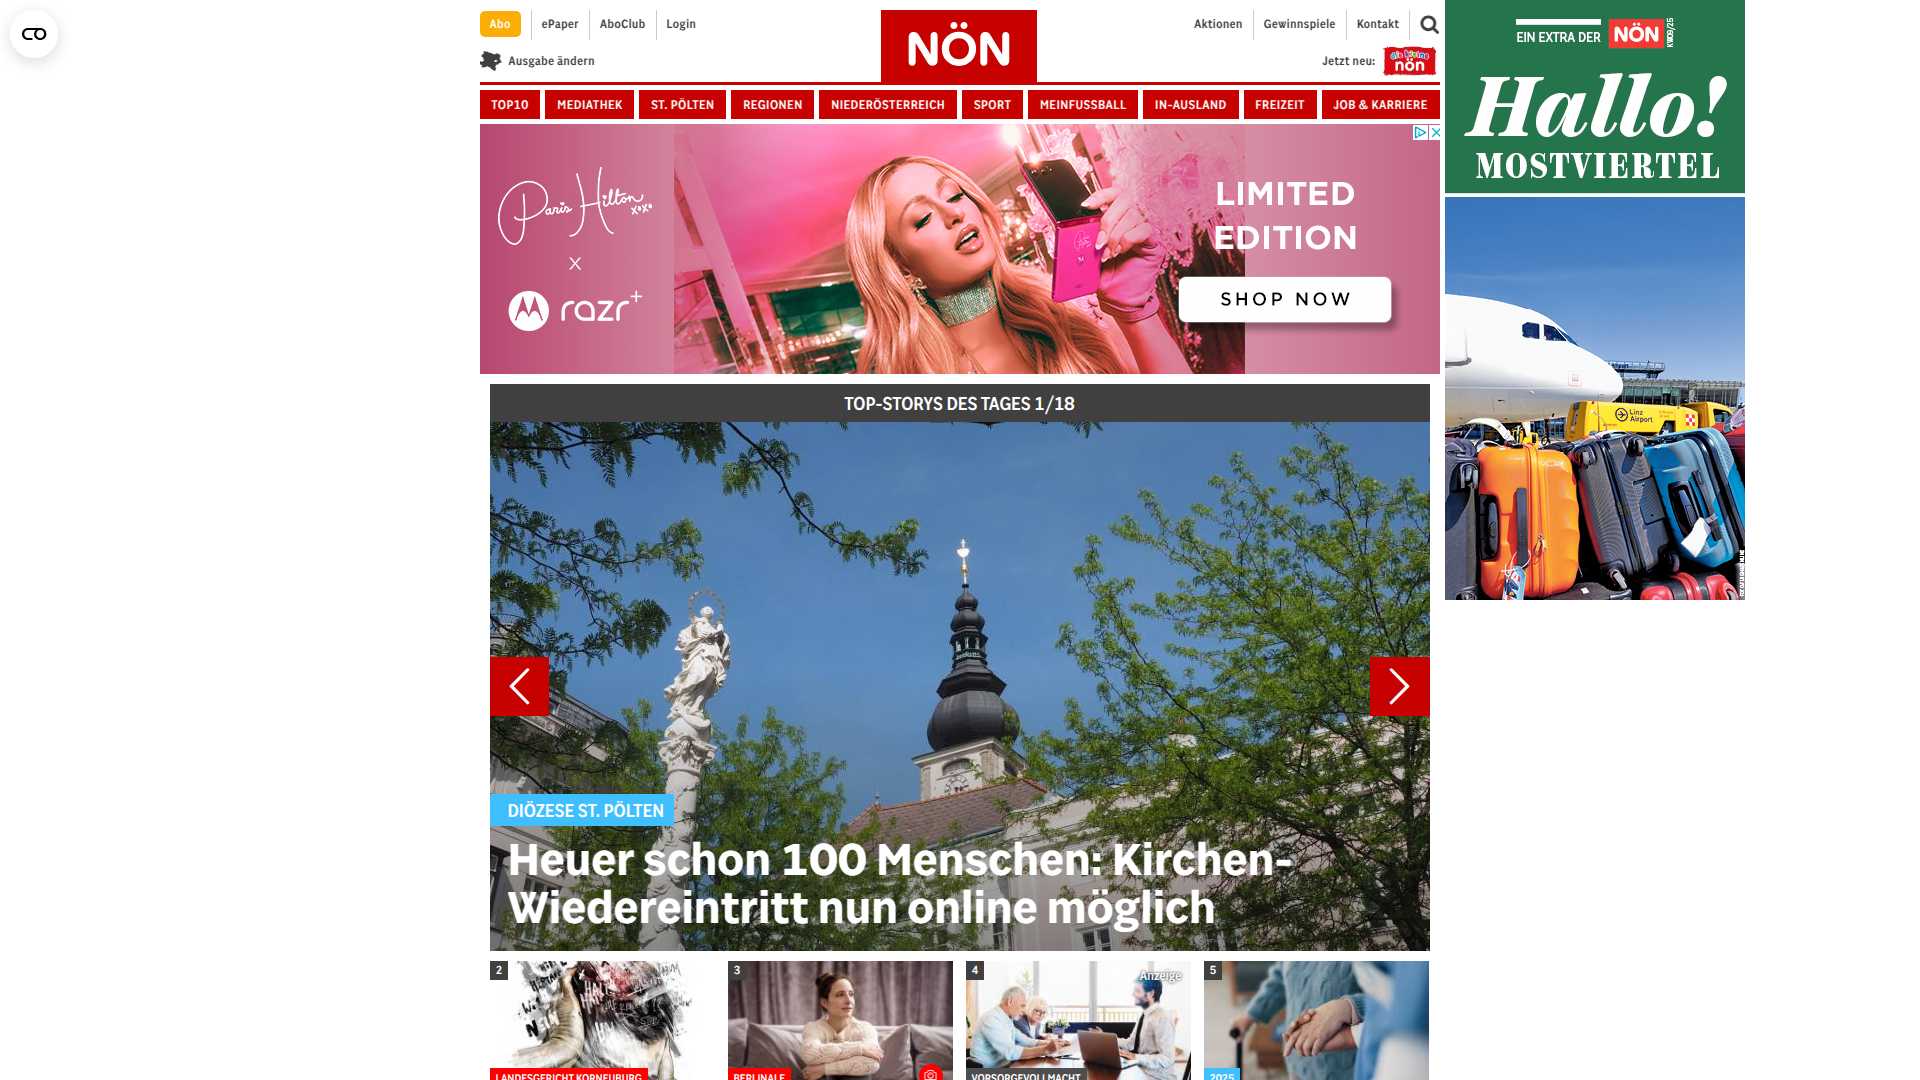 Abo
ePaper
AboClub
Login
NÖN
Aktionen
Gewinnspiele
Kontakt
Ausgabe ändern
Jetzt neu:
die kleine
nön
TOP10
MEDIATHEK
ST. PÖLTEN
REGIONEN
NIEDERÖSTERREICH
SPORT
MEINFUSSBALL
IN-AUSLAND
FREIZEIT
JOB & KARRIERE
EIN EXTRA DER NÖN
KW09/25
Hallo!
MOSTVIERTEL
Linz
Airport
Paris Hilton
xoxo
X
razr+
LIMITED
EDITION
SHOP NOW
TOP-STORYS DES TAGES 1/18
DIÖZESE ST. PÖLTEN
Heuer schon 100 Menschen: Kirchen-
Wiedereintritt nun online möglich
2
3
4
Anzeige
5
LANDESGERICHT KORNEUBURG
BERLINALE
VORSORGEVOLLMACHT
2025